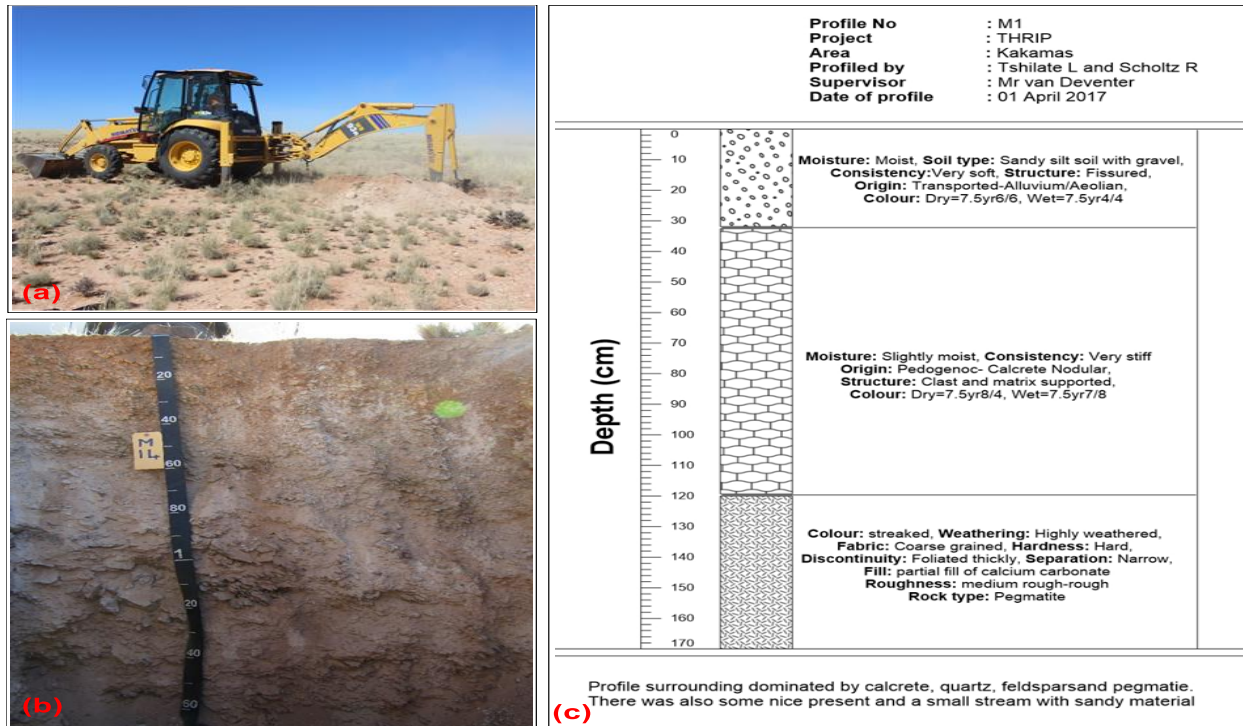 (a)
20
40
M
14
60
80
1
20
40
60
(b)
Profile No : M1
Project : THRIP
Area : Kakamas
Profiled by : Tshilate L and Scholtz R
Supervisor : Mr van Deventer
Date of profile : 01 April 2017
Depth (cm)
0
10
20
30
40
50
60
70
80
90
100
110
120
130
140
150
160
170
Moisture: Moist, Soil type: Sandy silt soil with gravel,
Consistency:Very soft, Structure: Fissured,
Origin: Transported-Alluvium/Aeolian,
Colour: Dry=7.5yr6/6, Wet=7.5yr4/4
Moisture: Slightly moist, Consistency: Very stiff
Origin: Pedogenoc- Calcrete Nodular,
Structure: Clast and matrix supported,
Colour: Dry=7.5yr8/4, Wet=7.5yr7/8
Colour: streaked, Weathering: Highly weathered,
Fabric: Coarse grained, Hardness: Hard,
Discontinuity: Foliated thickly, Separation: Narrow,
Fill: partial fill of calcium carbonate
Roughness: medium rough-rough
Rock type: Pegmatite
Profile surrounding dominated by calcrete, quartz, feldsparsand pegmatie.
There was also some nice present and a small stream with sandy material
(c)